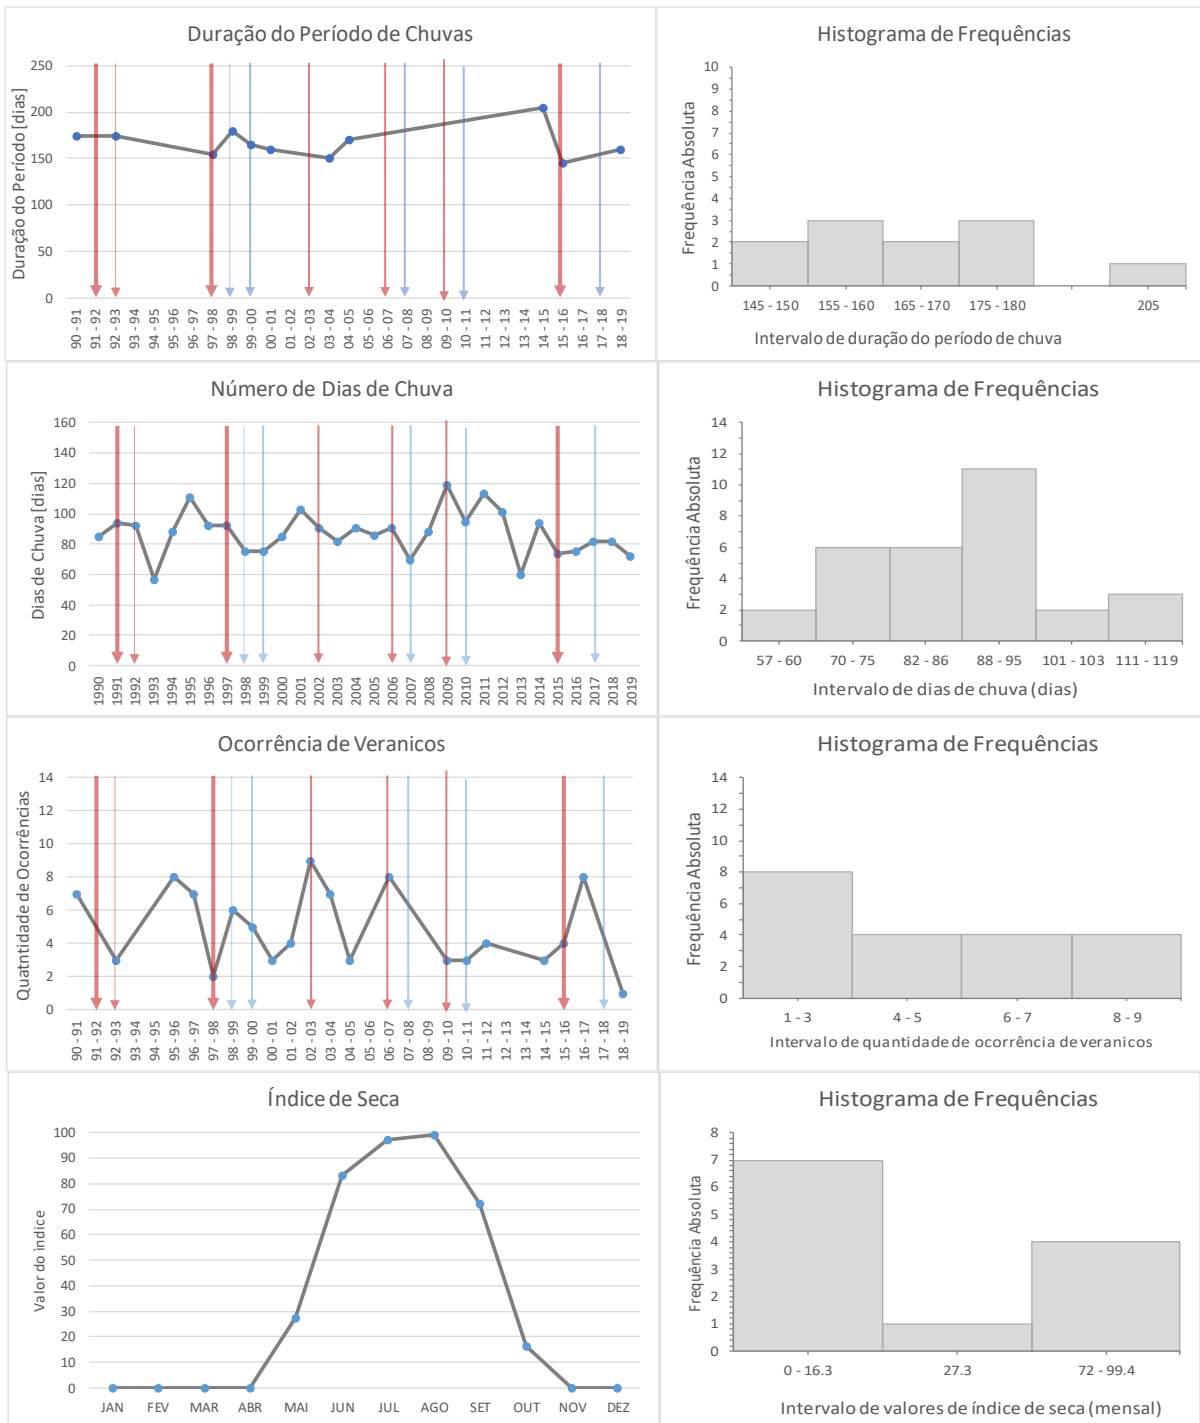 Duração do Período de Chuvas
Duração do Período [dias]
250
200
150
100
50
0
90 - 91
91 - 92
92 - 93
93 - 94
94 - 95
95 - 96
96 - 97
97 - 98
98 - 99
99 - 00
00 - 01
01 - 02
02 - 03
03 - 04
04 - 05
05 - 06
06 - 07
07 - 08
08 - 09
09 - 10
10 - 11
11 - 12
12 - 13
13 - 14
14 - 15
15 - 16
16 - 17
17 - 18
18 - 19
Histograma de Frequências
Frequência Absoluta
10
9
8
7
6
5
4
3
2
1
0
145 - 150 155 - 160 165 - 170 175 - 180 205
Intervalo de duração do período de chuva
Número de Dias de Chuva
Dias de Chuva [dias]
160
140
120
100
80
60
40
20
0
1990
1991
1992
1993
1994
1995
1996
1997
1998
1999
2000
2001
2002
2003
2004
2005
2006
2007
2008
2009
2010
2011
2012
2013
2014
2015
2016
2017
2018
2019
Histograma de Frequências
Frequência Absoluta
14
12
10
8
6
4
2
0
57 - 60 70 - 75 82 - 86 88 - 95 101 - 103 111 - 119
Intervalo de dias de chuva (dias)
Ocorrência de Veranicos
Quatntidade de Ocorrências
14
12
10
8
6
4
2
0
90 - 91
91 - 92
92 - 93
93 - 94
94 - 95
95 - 96
96 - 97
97 - 98
98 - 99
99 - 00
00 - 01
01 - 02
02 - 03
03 - 04
04 - 05
05 - 06
06 - 07
07 - 08
08 - 09
09 - 10
10 - 11
11 - 12
12 - 13
13 - 14
14 - 15
15 - 16
16 - 17
17 - 18
18 - 19
Histograma de Frequências
Frequência Absoluta
14
12
10
8
6
4
2
0
1 - 3 4 - 5 6 - 7 8 - 9
Intervalo de quantidade de ocorrência de veranicos
Índice de Seca
Valor do ìndice
100
90
80
70
60
50
40
30
20
10
0
JAN FEV MAR ABR MAI JUN JUL AGO SET OUT NOV DEZ
Histograma de Frequências
Frequência Absoluta
8
7
6
5
4
3
2
1
0
0 - 16.3 27.3 72 - 99.4
Intervalo de valores de índice de seca (mensal)